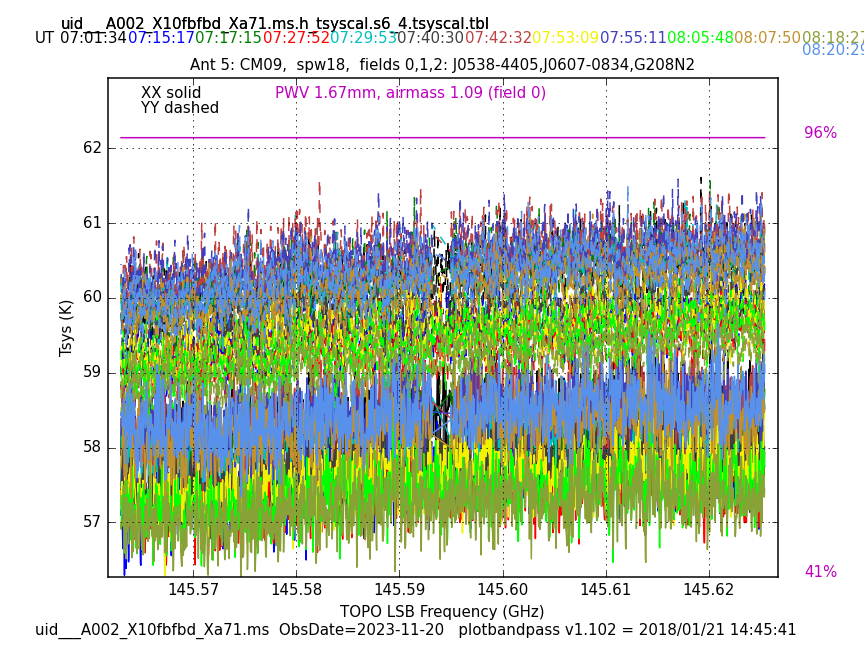 uid___A002_X10fbfbd_Xa71.ms.h_tsyscal.s6_4.tsyscal.tbl
UT 07:01:34 07:15:17 07:17:15 07:27:52 07:29:53 07:40:30 07:42:32 07:53:09 07:55:11 08:05:48 08:07:50 08:18:27
08:20:29
Ant 5: CM09, spw18, fields 0,1,2: J0538-4405,J0607-0834,G208N2
XX solid PWV 1.67mm, airmass 1.09 (field 0)
YY dashed
96%
62
61
60
59
58
57
Tsys (K)
41%
145.57 145.58 145.59 145.60 145.61 145.62
TOPO LSB Frequency (GHz)
uid___A002_X10fbfbd_Xa71.ms ObsDate=2023-11-20 plotbandpass v1.102 = 2018/01/21 14:45:41